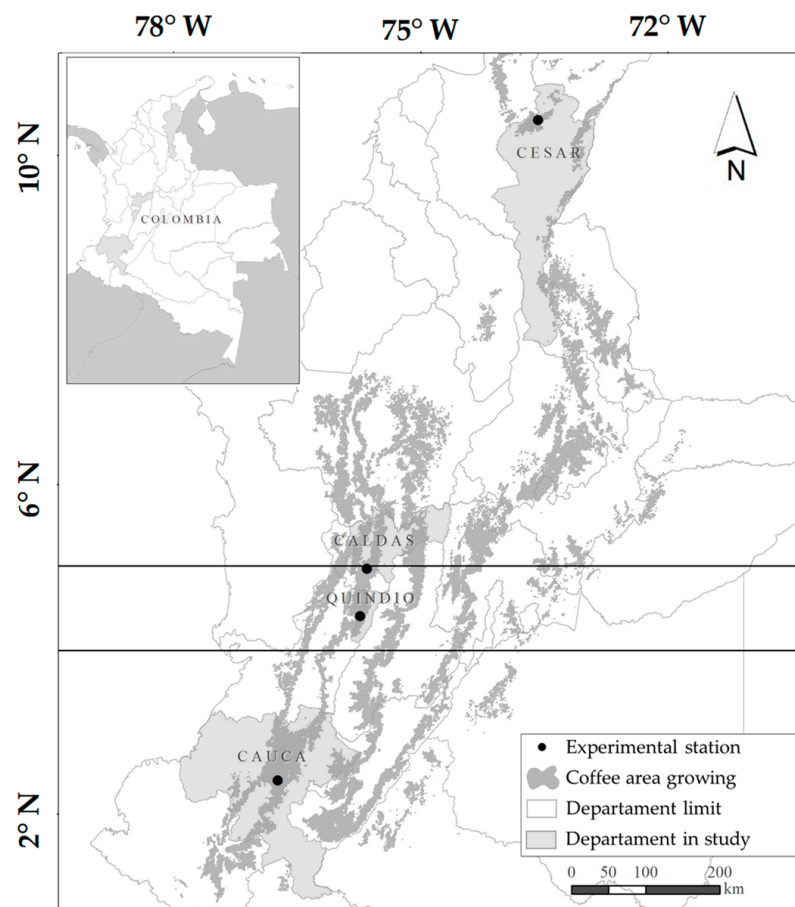 78° W 75° W 72° W
10° N
N
CESAR
COLOMBIA
6° N
CALDAS
QUINDIO
CAUCA
2° N
Experimental station
Coffee area growing
Departament limit
Departament in study
0 50 100 200
km